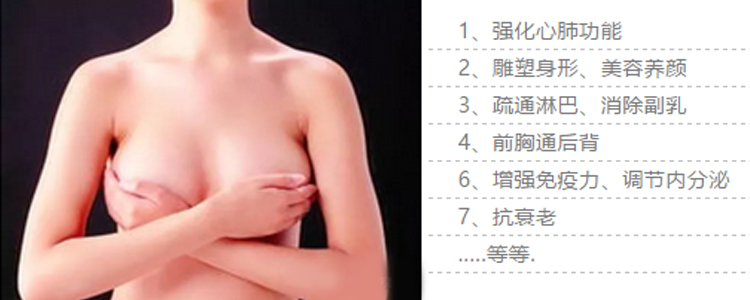 1、强化心肺功能
2、雕塑身形、美容养颜
3、疏通淋巴、消除副乳
4、前胸通后背
6、增强免疫力、调节内分泌
7、抗衰老
.....等等.